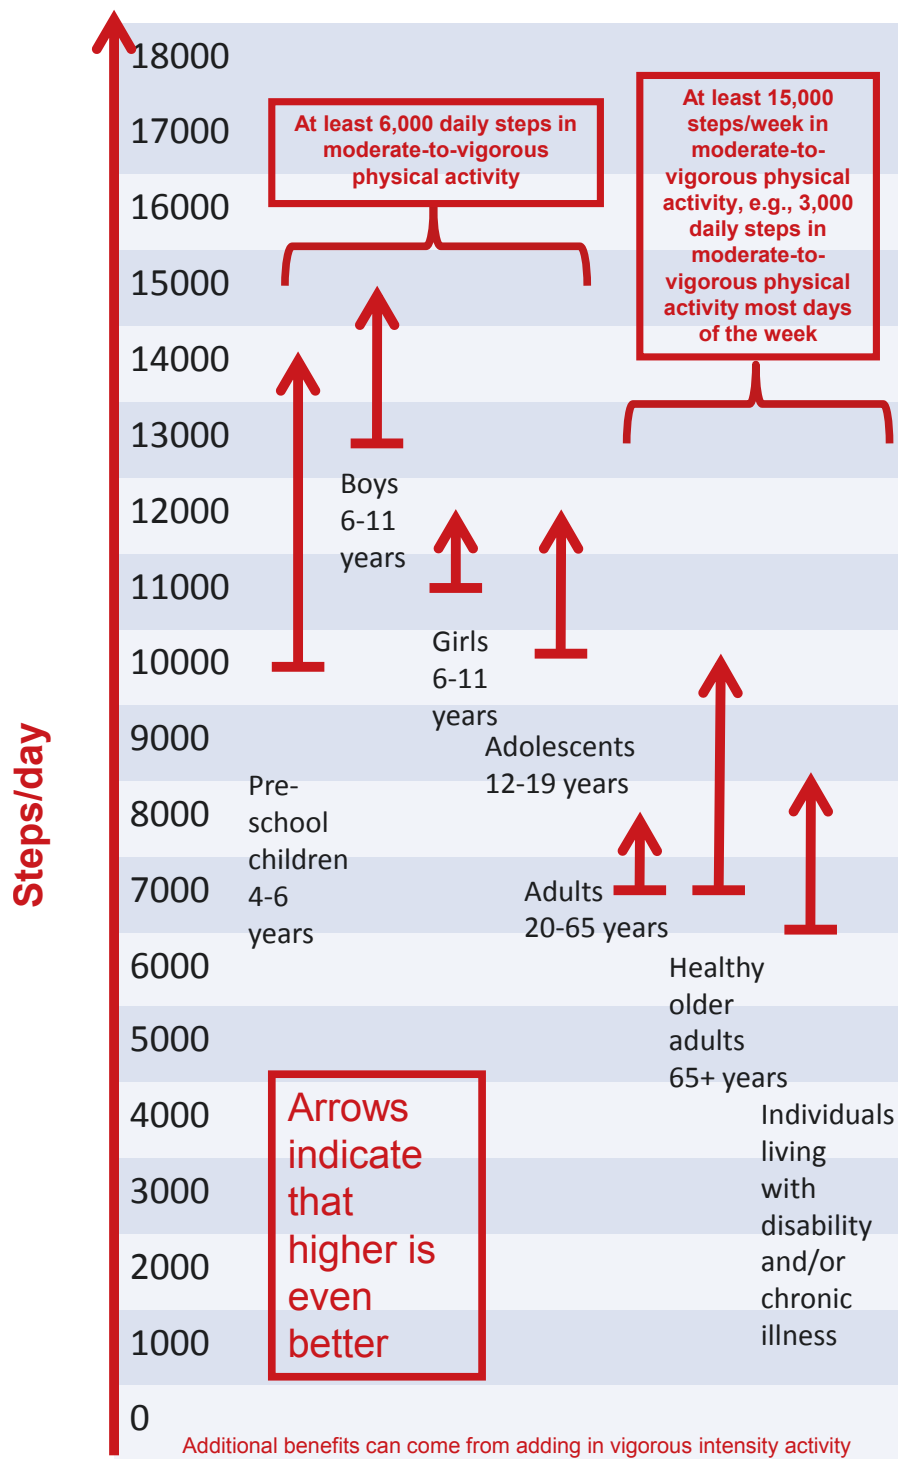 18000
17000
16000
15000
14000
13000
12000
11000
10000
9000
8000
7000
6000
5000
4000
3000
2000
1000
0
Steps/day
At least 6,000 daily steps in
moderate-to-vigorous
physical activity
At least 15,000
steps/week in
moderate-to-
vigorous physical
activity, e.g., 3,000
daily steps in
moderate-to-
vigorous physical
activity most days
of the week
Boys
6-11
years
Girls
6-11
years
Adolescents
12-19 years
Pre-
school
children
4-6
years
Adults
20-65 years
Healthy
older
adults
65+ years
Individuals
living
with
disability
and/or
chronic
illness
Arrows
indicate
that
higher is
even
better
Additional benefits can come from adding in vigorous intensity activity